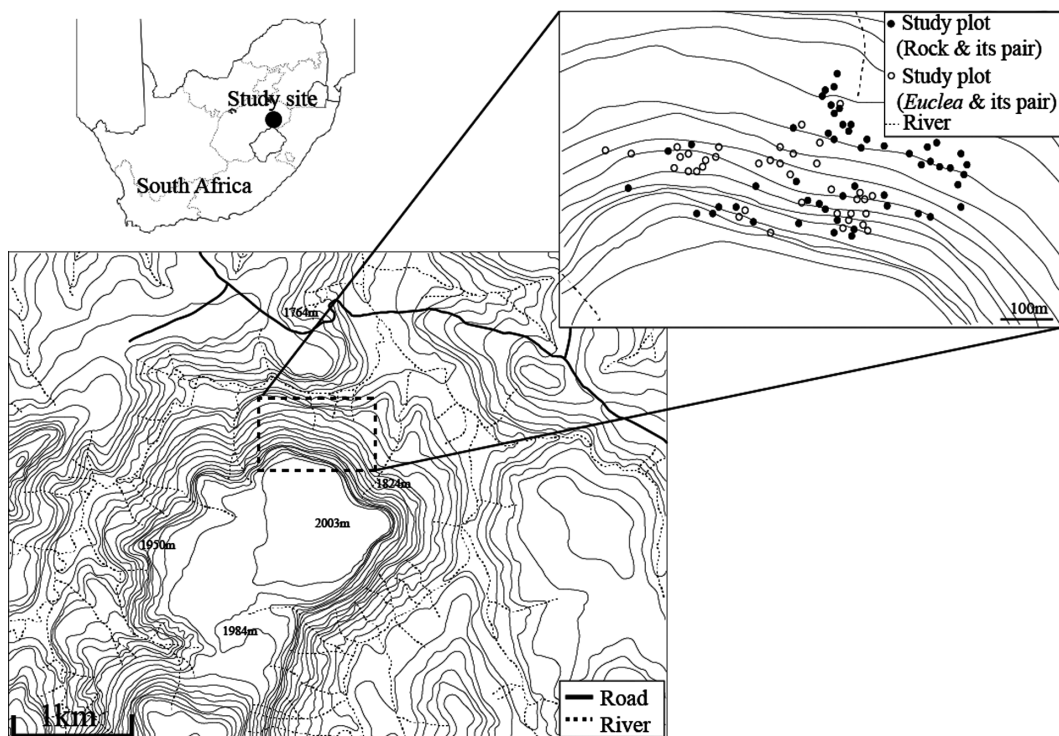 Study site
South Africa
Study plot
(Rock & its pair)
Study plot
(Euclea & its pair)
River
100m
1764m
1824m
2003m
1950m
1984m
1km
Road
River